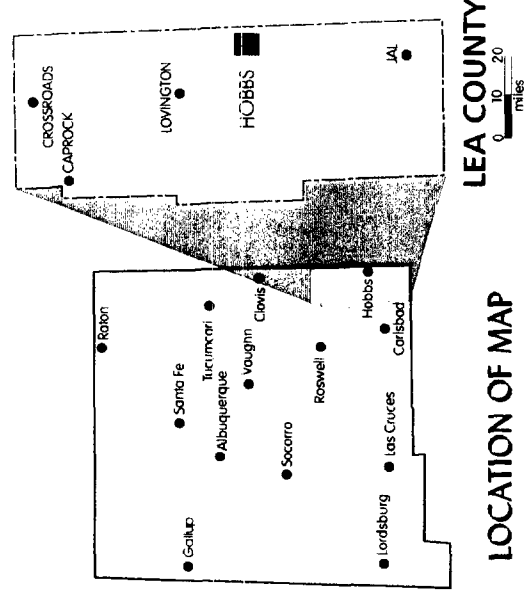 Raton
Gallup
Santa Fe
Tucumcari
Albuquerque
Vaughn
Clovis
Socorro
Roswell
Hobbs
Lordsburg
Las Cruces
Carlsbad
LOCATION OF MAP
CROSSROADS
CAPROCK
LOVINGTON
HOBBS
JAL
LEA COUNTY
0 10 20
miles